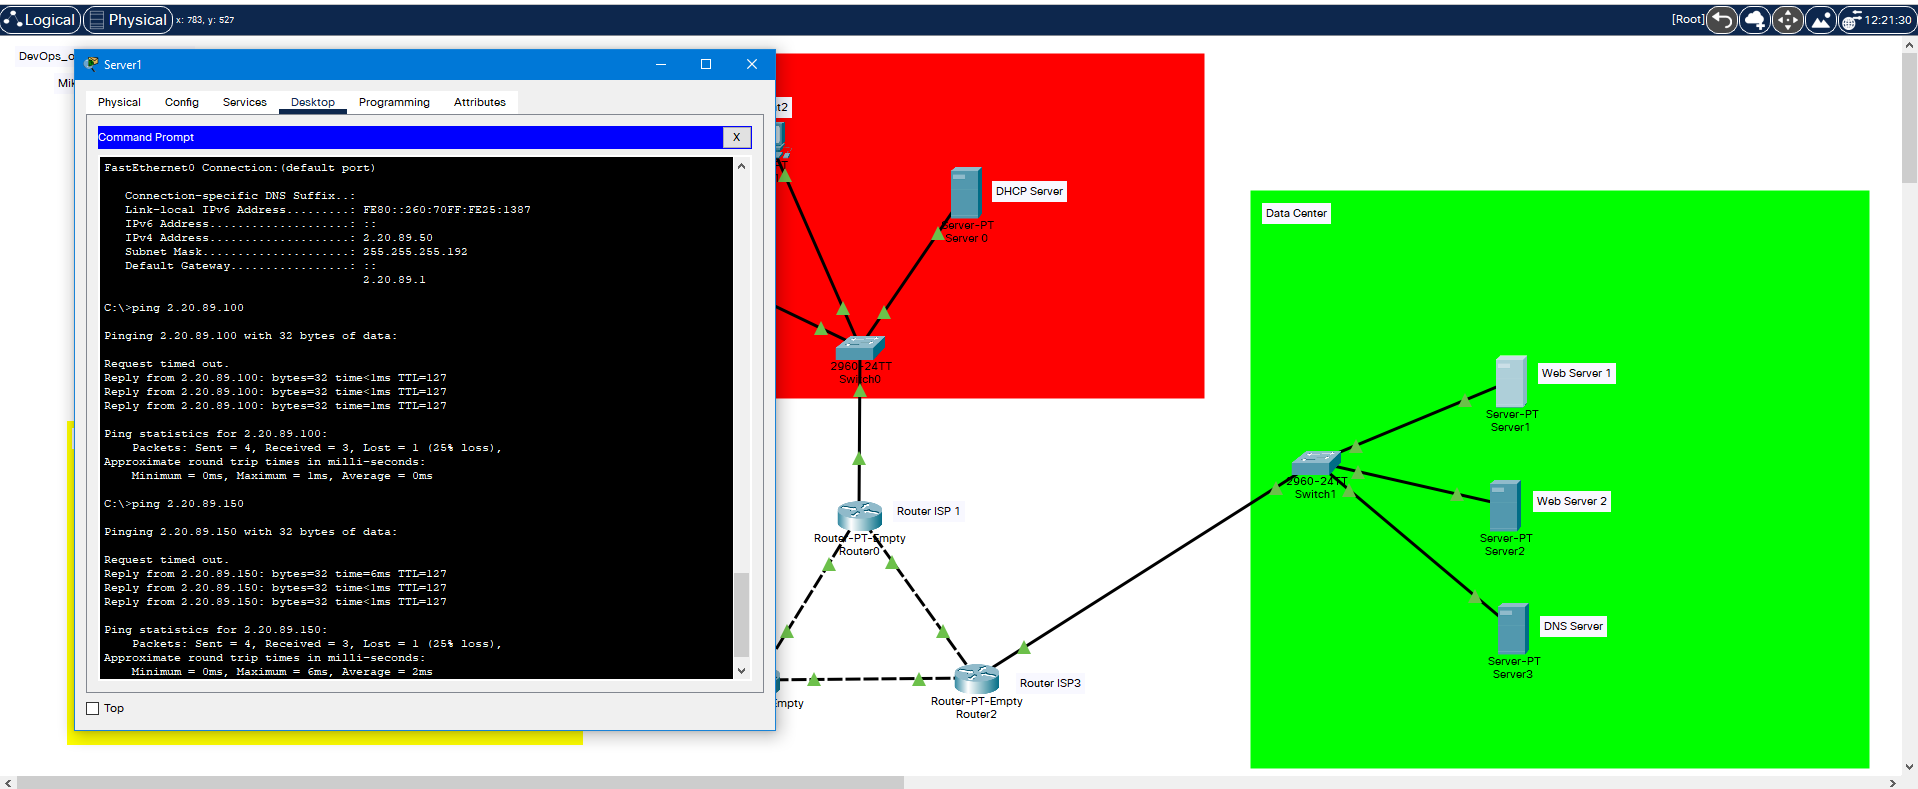 Logical
Physical
x: 783, y: 527
[Root]
12:21:30
DevOps_o
Mik
Server1
Physical
Config
Services
Desktop
Programming
Attributes
Command Prompt
X
FastEthernet0 Connection:(default port)
Connection-specific DNS Suffix..:
Link-local IPv6 Address.........: FE80::260:70FF:FE25:1387
IPv6 Address....................: ::
IPv4 Address....................: 2.20.89.50
Subnet Mask.....................: 255.255.255.192
Default Gateway.................: ::
2.20.89.1
C:\>ping 2.20.89.100
Pinging 2.20.89.100 with 32 bytes of data:
Request timed out.
Reply from 2.20.89.100: bytes=32 time<1ms TTL=127
Reply from 2.20.89.100: bytes=32 time<1ms TTL=127
Reply from 2.20.89.100: bytes=32 time=1ms TTL=127
Ping statistics for 2.20.89.100:
Packets: Sent = 4, Received = 3, Lost = 1 (25% loss),
Approximate round trip times in milli-seconds:
Minimum = 0ms, Maximum = 1ms, Average = 0ms
C:\>ping 2.20.89.150
Pinging 2.20.89.150 with 32 bytes of data:
Request timed out.
Reply from 2.20.89.150: bytes=32 time=6ms TTL=127
Reply from 2.20.89.150: bytes=32 time<1ms TTL=127
Reply from 2.20.89.150: bytes=32 time<1ms TTL=127
Ping statistics for 2.20.89.150:
Packets: Sent = 4, Received = 3, Lost = 1 (25% loss),
Approximate round trip times in milli-seconds:
Minimum = 0ms, Maximum = 6ms, Average = 2ms
Top
t2
DHCP Server
Server-PT
Server 0
2960-24TT
Switch0
Router ISP 1
Router-PT-Empty
Router0
mpty
Router ISP3
Router-PT-Empty
Router2
Data Center
Web Server 1
Server-PT
Server1
2960-24TT
Switch1
Web Server 2
Server-PT
Server2
DNS Server
Server-PT
Server3